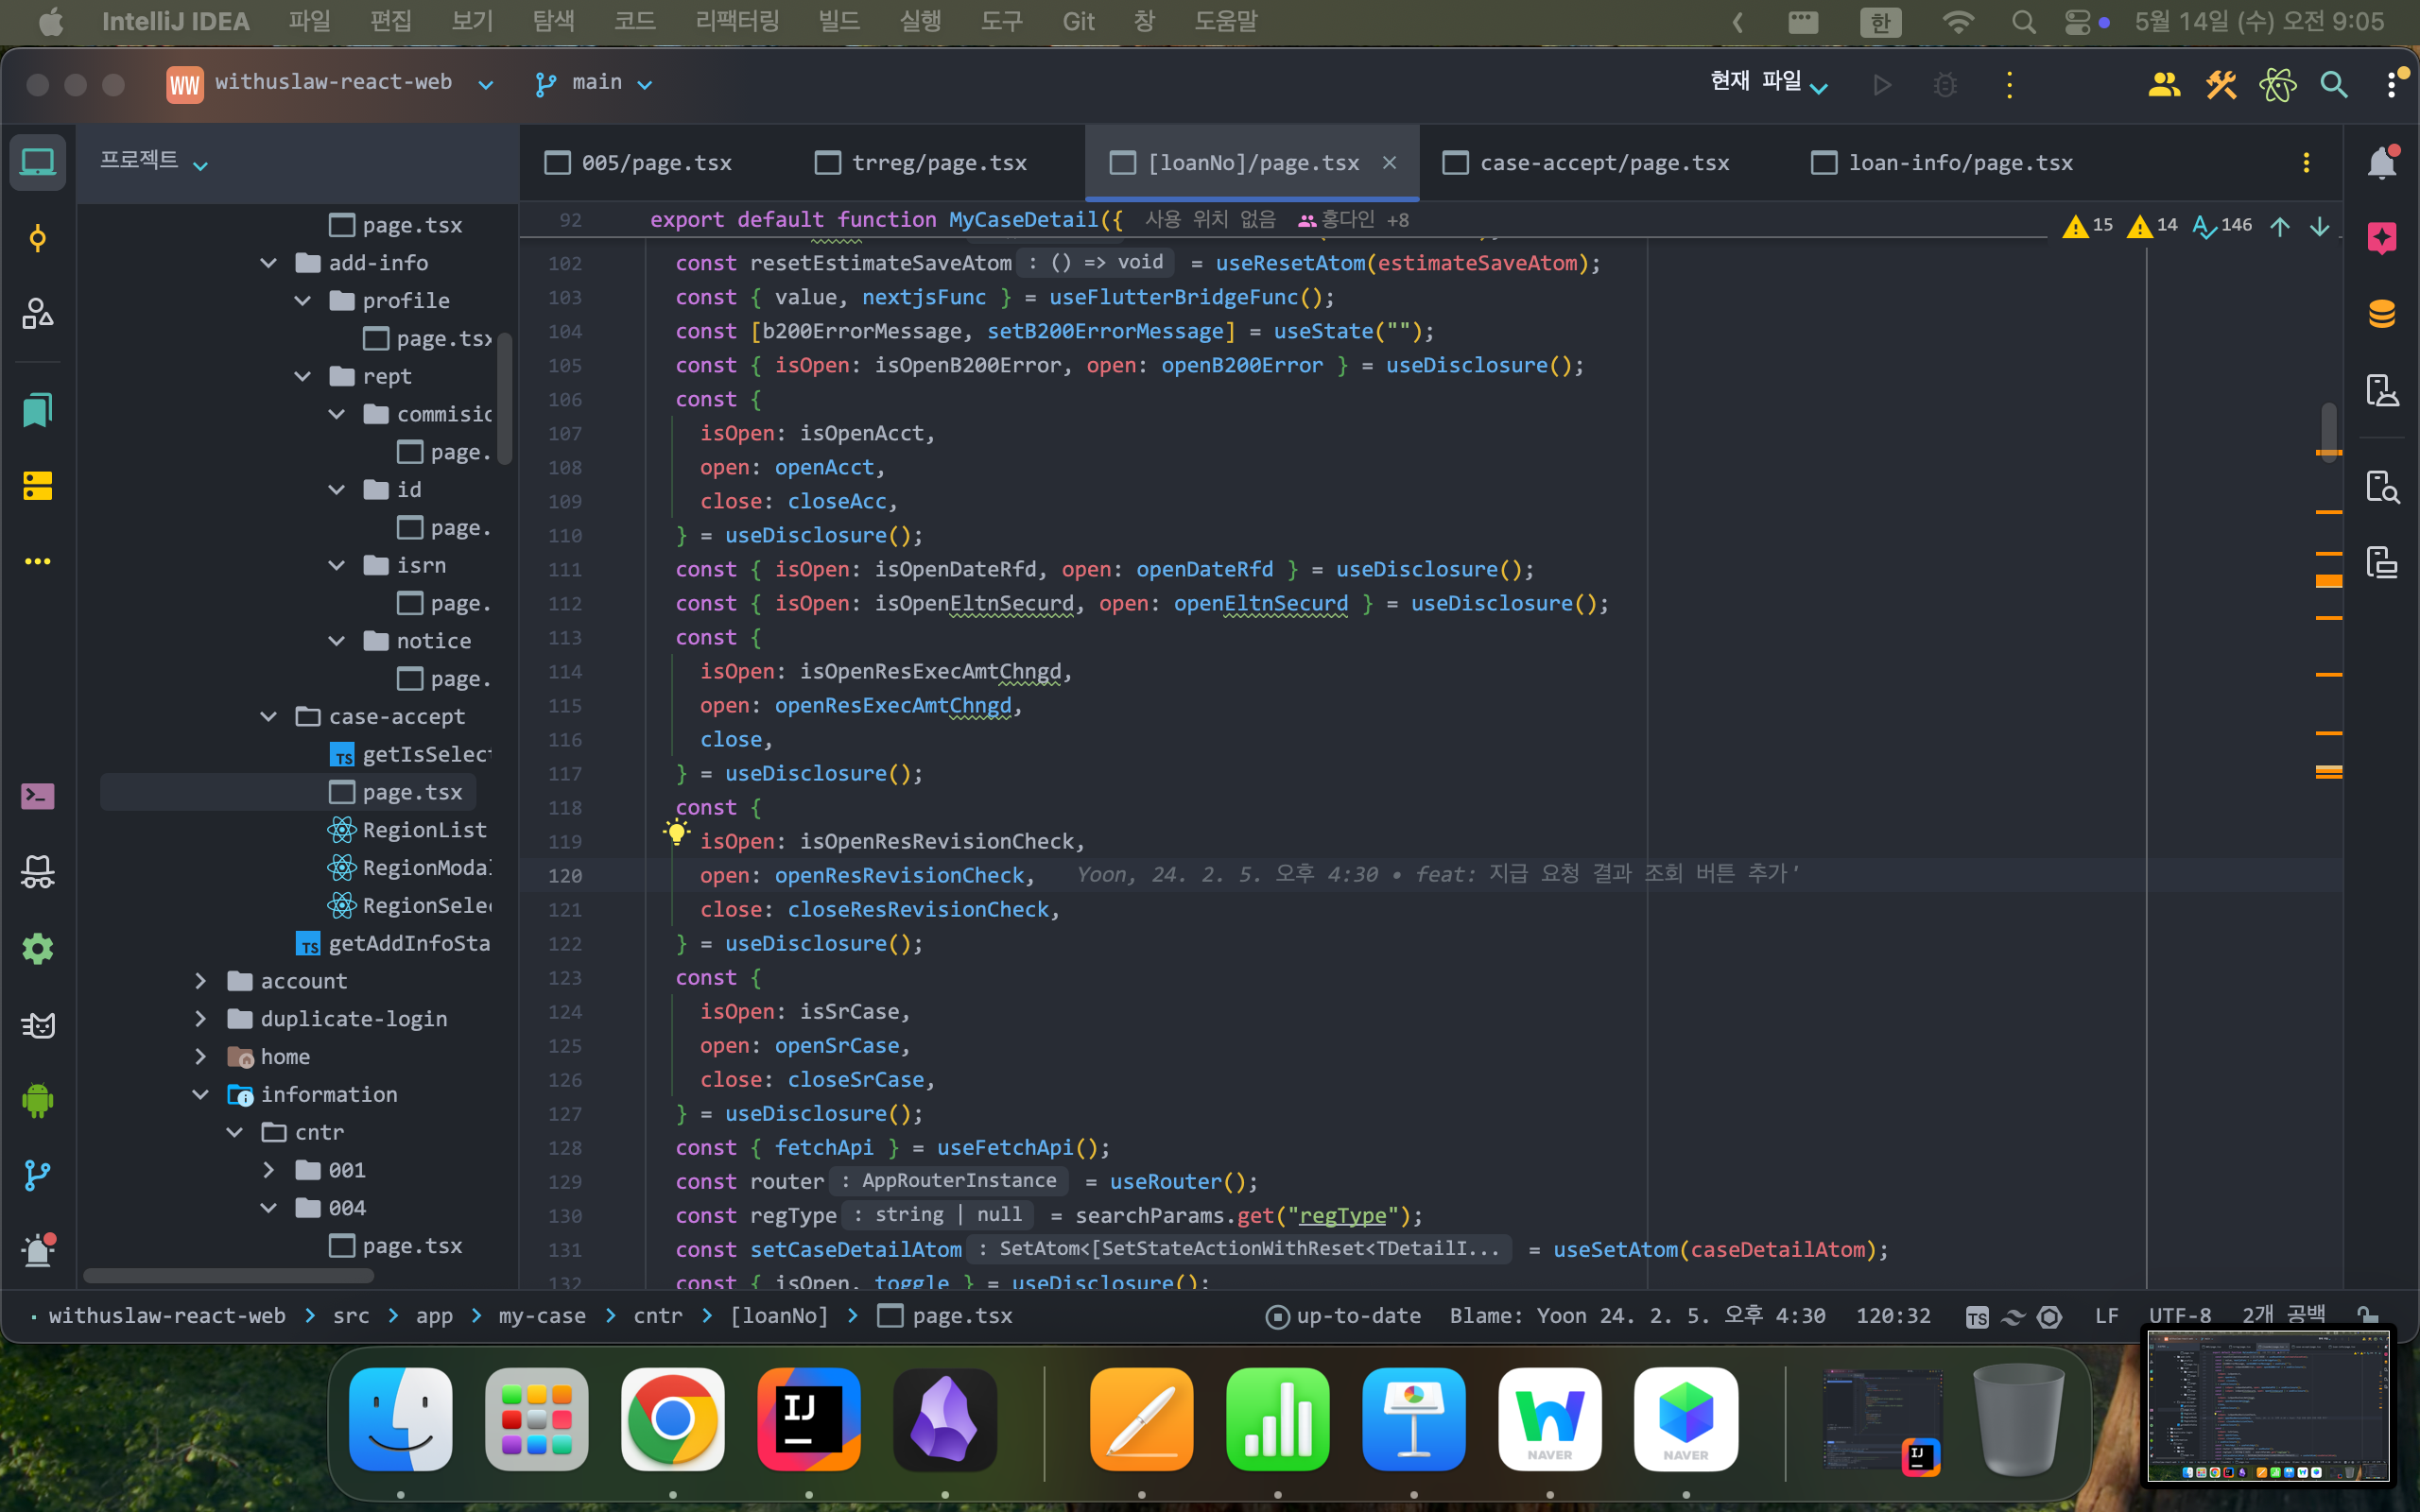 IntelliJ IDEA 파일 편집 보기 탐색 코드 리팩터링 빌드 실행 도구 Git 창 도움말 한 5월 14일 (수) 오전 9:05
WW withuslaw-react-web main 현재 파일
프로젝트
005/page.tsx trreg/page.tsx [loanNo]/page.tsx case-accept/page.tsx loan-info/page.tsx
page.tsx
add-info
profile
page.tsx
rept
commisic
page.
id
page.
isrn
page.
notice
page.
case-accept
TS getIsSelect
page.tsx
RegionList
RegionModal
RegionSelec
TS getAddInfoSta
account
duplicate-login
home
information
cntr
001
004
page.tsx
92 export default function MyCaseDetail({ 사용 위치 없음 홍다인 +8 15 14 146
102 const resetEstimateSaveAtom : () => void = useResetAtom(estimateSaveAtom);
103 const { value, nextjsFunc } = useFlutterBridgeFunc();
104 const [b200ErrorMessage, setB200ErrorMessage] = useState("");
105 const { isOpen: isOpenB200Error, open: openB200Error } = useDisclosure();
106 const {
107 isOpen: isOpenAcct,
108 open: openAcct,
109 close: closeAcc,
110 } = useDisclosure();
111 const { isOpen: isOpenDateRfd, open: openDateRfd } = useDisclosure();
112 const { isOpen: isOpenEltnSecurd, open: openEltnSecurd } = useDisclosure();
113 const {
114 isOpen: isOpenResExecAmtChngd,
115 open: openResExecAmtChngd,
116 close,
117 } = useDisclosure();
118 const {
119 isOpen: isOpenResRevisionCheck,
120 open: openResRevisionCheck, Yoon, 24. 2. 5. 오후 4:30 • feat: 지급 요청 결과 조회 버튼 추가'
121 close: closeResRevisionCheck,
122 } = useDisclosure();
123 const {
124 isOpen: isSrCase,
125 open: openSrCase,
126 close: closeSrCase,
127 } = useDisclosure();
128 const { fetchApi } = useFetchApi();
129 const router : AppRouterInstance = useRouter();
130 const regType : string | null = searchParams.get("regType");
131 const setCaseDetailAtom : SetAtom<[SetStateActionWithReset<TDetailI... = useSetAtom(caseDetailAtom);
132 const { isOpen, toggle } = useDisclosure();
withuslaw-react-web > src > app > my-case > cntr > [loanNo] > page.tsx up-to-date Blame: Yoon 24. 2. 5. 오후 4:30 120:32 TS LF UTF-8 2개 공백
IJ
NAVER
NAVER
IJ